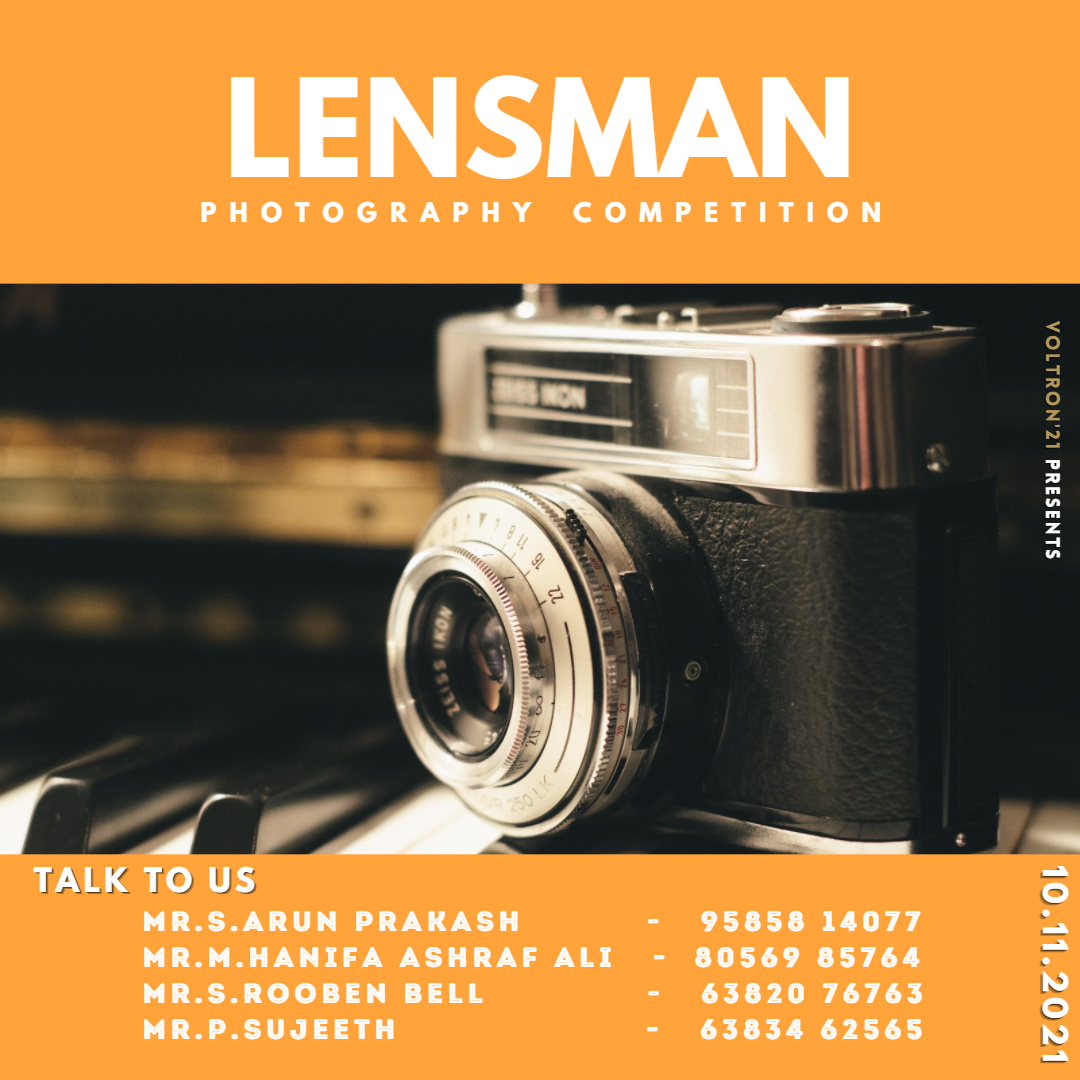 LENSMAN
PHOTOGRAPHY COMPETITION
VOLTRON'21 PRESENTS
ZEISS IKON
22 16 11 8
ZEISS IKON
TALK TO US
MR.S.ARUN PRAKASH - 95858 14077
MR.M.HANIFA ASHRAF ALI - 80569 85764
MR.S.ROOBEN BELL - 63820 76763
MR.P.SUJEETH - 63834 62565
10.11.2021